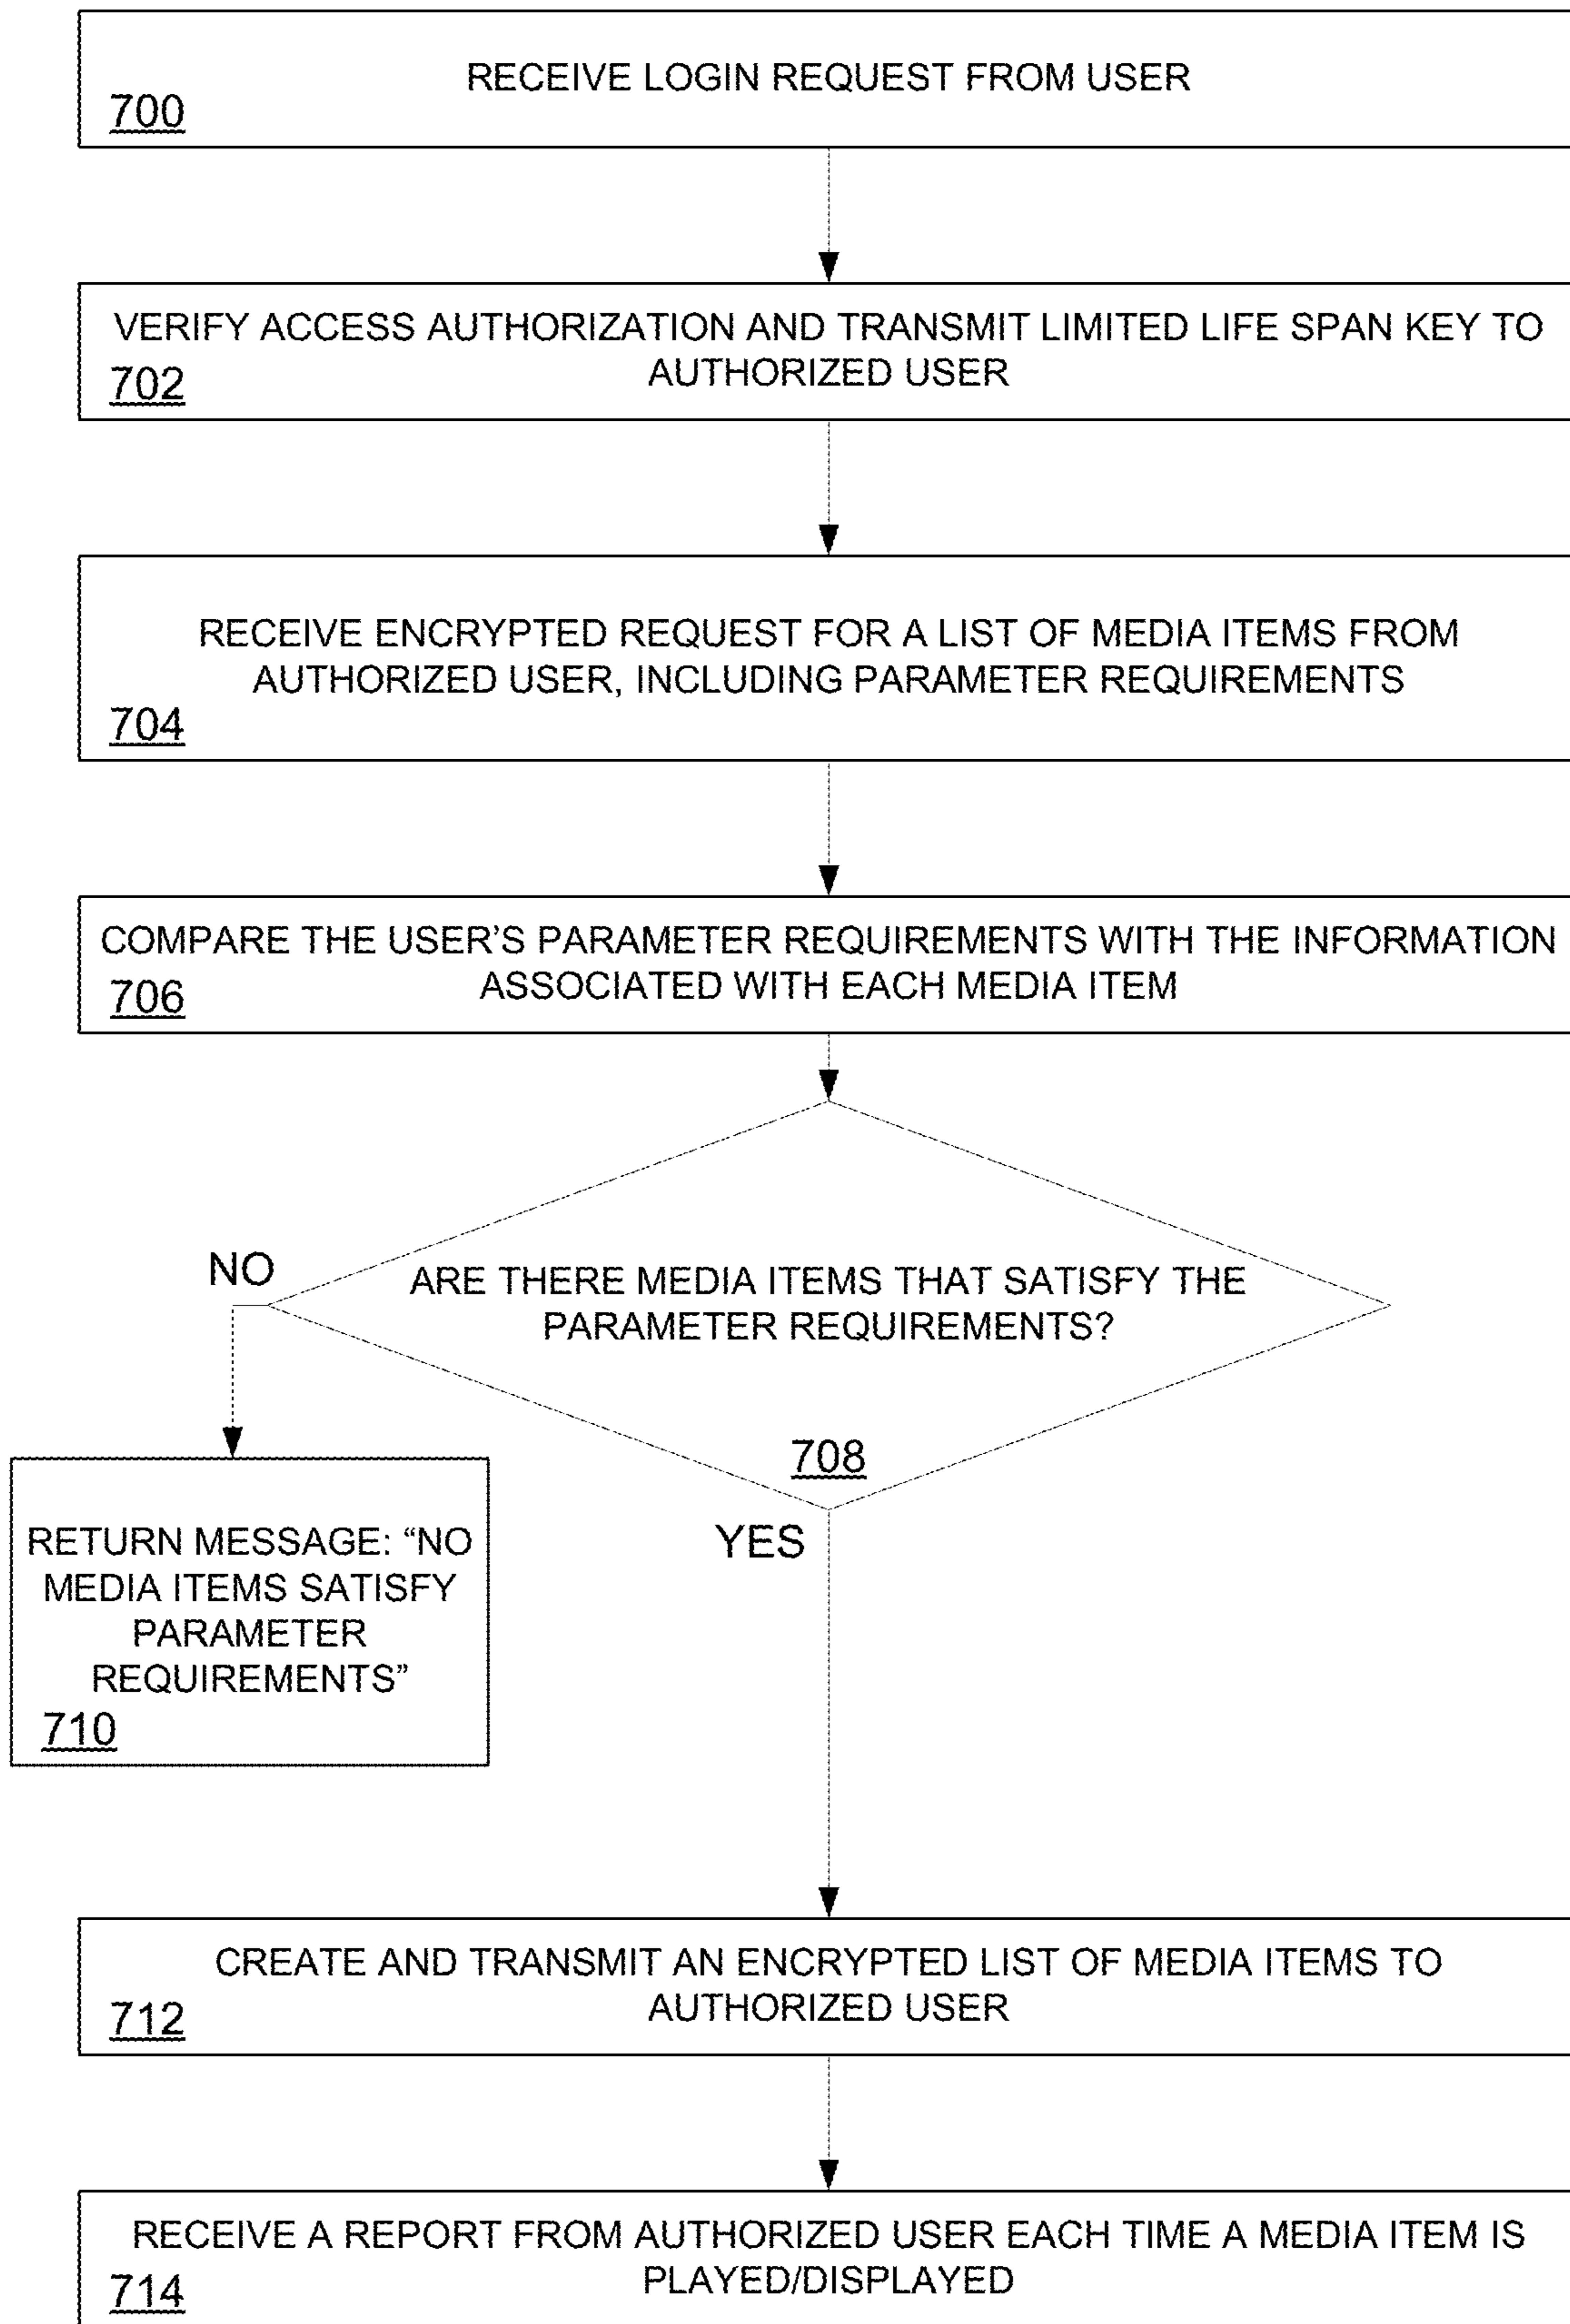 RECEIVE LOGIN REQUEST FROM USER
700
VERIFY ACCESS AUTHORIZATION AND TRANSMIT LIMITED LIFE SPAN KEY TO
AUTHORIZED USER
702
RECEIVE ENCRYPTED REQUEST FOR A LIST OF MEDIA ITEMS FROM
AUTHORIZED USER, INCLUDING PARAMETER REQUIREMENTS
704
COMPARE THE USER’S PARAMETER REQUIREMENTS WITH THE INFORMATION
ASSOCIATED WITH EACH MEDIA ITEM
706
NO
ARE THERE MEDIA ITEMS THAT SATISFY THE
PARAMETER REQUIREMENTS?
708
YES
RETURN MESSAGE: “NO
MEDIA ITEMS SATISFY
PARAMETER
REQUIREMENTS”
710
CREATE AND TRANSMIT AN ENCRYPTED LIST OF MEDIA ITEMS TO
AUTHORIZED USER
712
RECEIVE A REPORT FROM AUTHORIZED USER EACH TIME A MEDIA ITEM IS
PLAYED/DISPLAYED
714